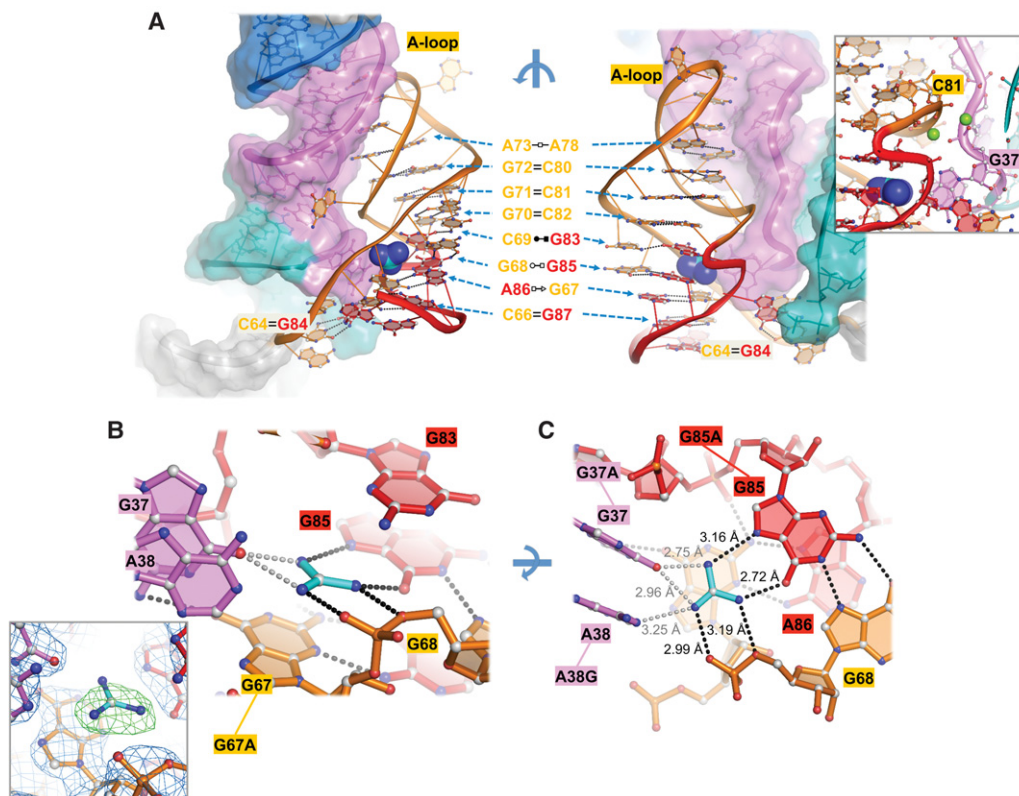 A
A-loop
A-loop
C81
G37
A73 A78
G72=C80
G71=C81
G70=C82
C69 G83
G68 G85
A86 G67
C66=G87
C64=G84
C64=G84
B
G83
G37
G85
A38
G68
G67
G67A
C
G85A
G37A
G85
G37
3.16 Å
2.75 Å
2.72 Å
2.96 Å
A86
A38
3.25 Å
3.19 Å
2.99 Å
G68
A38G